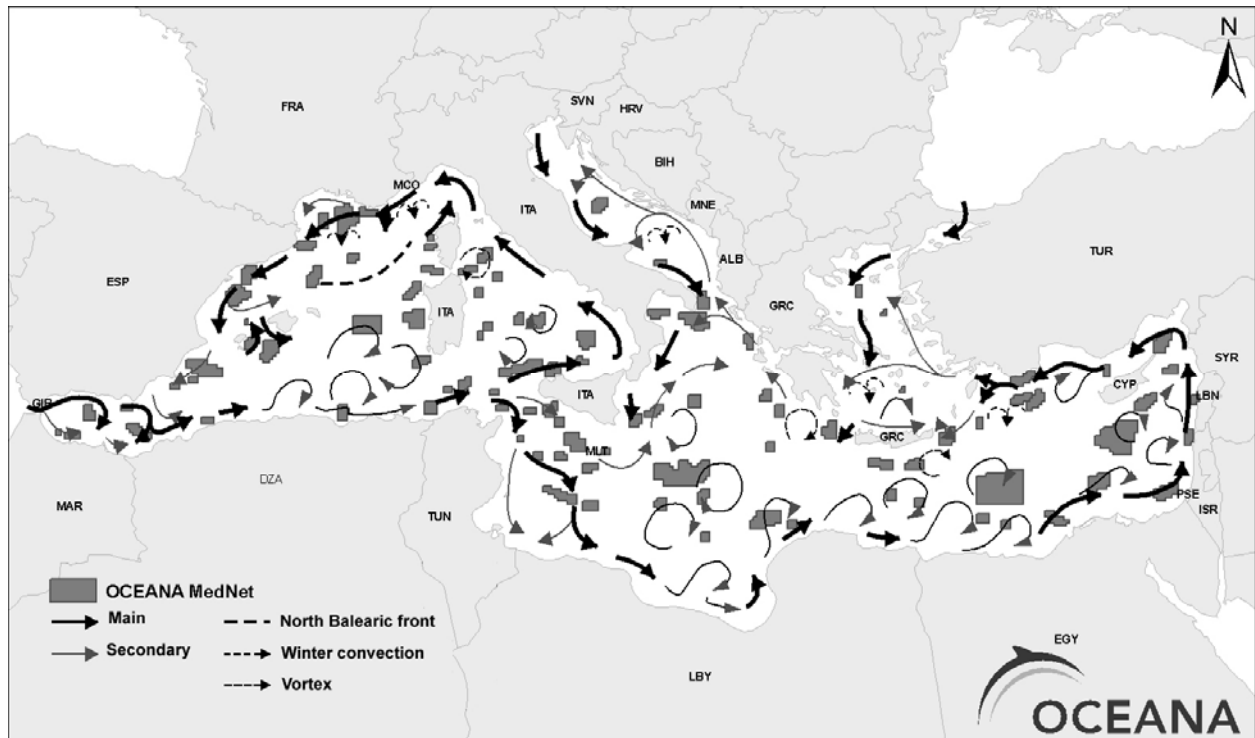 N
SVN
HRV
FRA
BIH
MCO
ITA
MNE
ALB
ESP
TUR
GRC
ITA
SYR
CYP
LBN
GIB
ITA
GRC
MLT
DZA
PSE
MAR
TUN
ISR
OCEANA MedNet
Main
North Balearic front
Secondary
Winter convection
Vortex
EGY
LBY
OCEANA